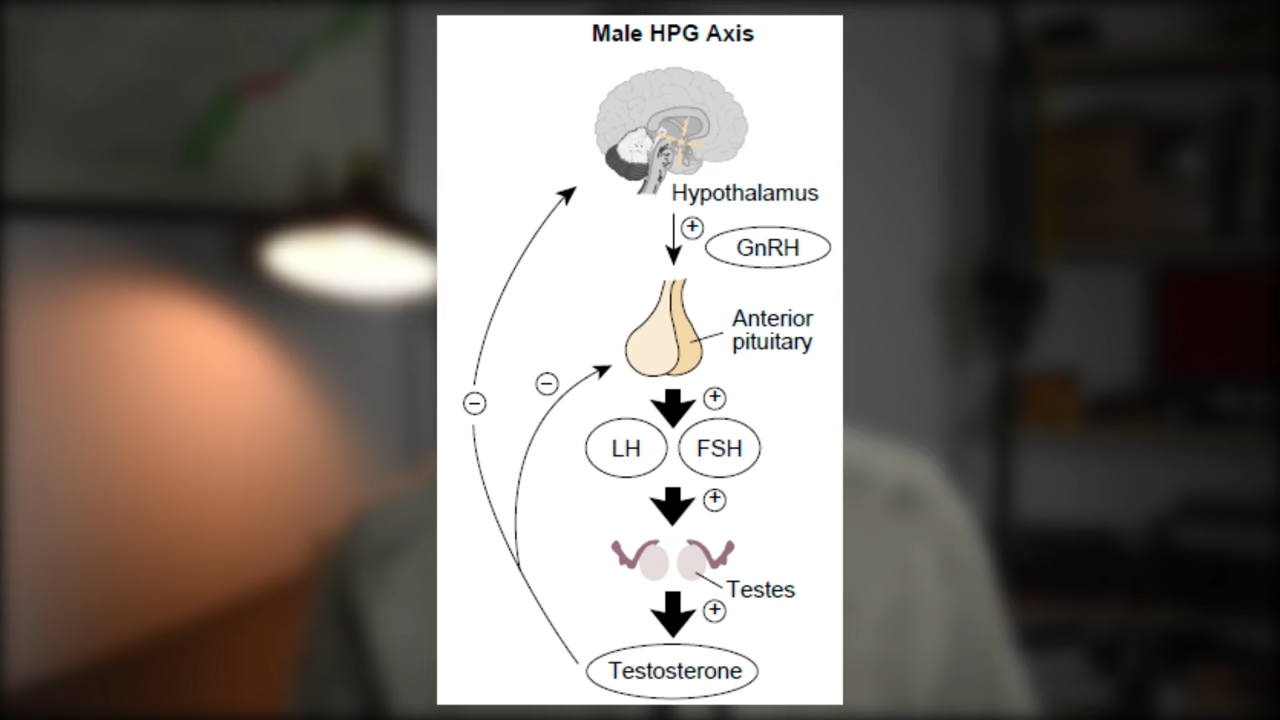 Male HPG Axis
Hypothalamus
+
GnRH
Anterior
pituitary
−
−
+
LH
FSH
+
Testes
+
Testosterone